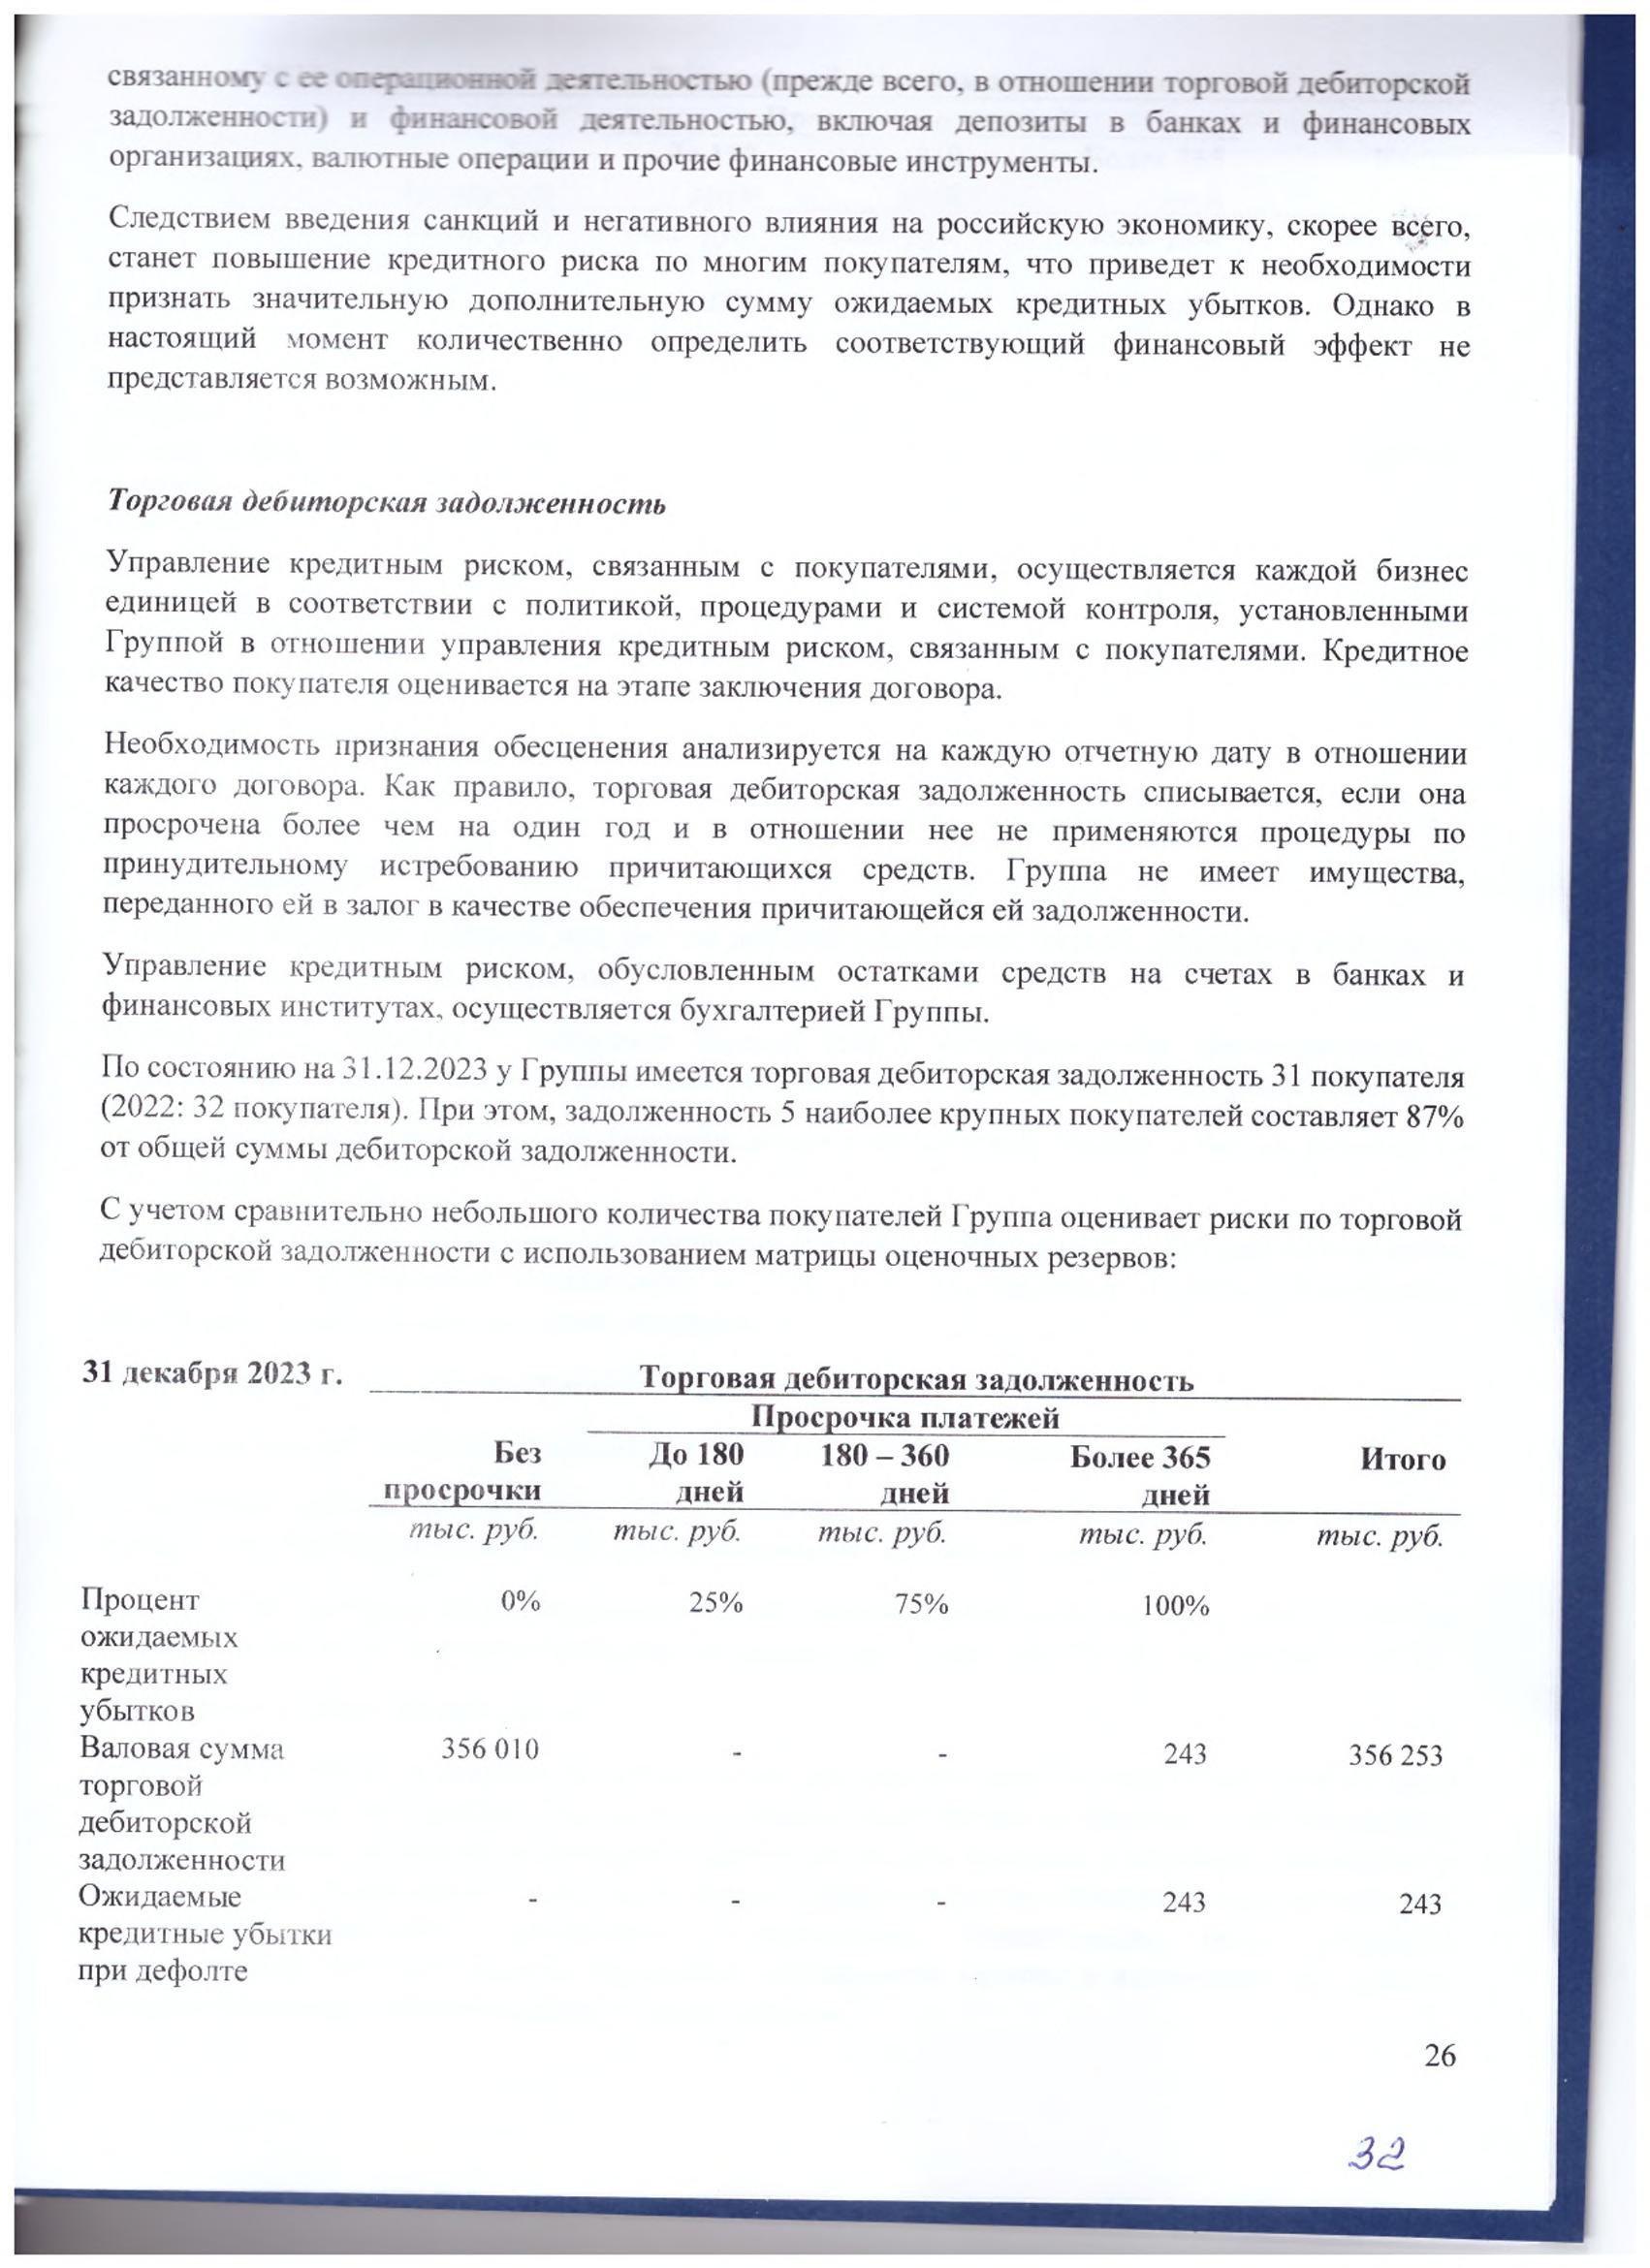 связанному с ее операционной деятельностью (прежде всего, в отношении торговой дебиторской
задолженности) и финансовой деятельностью, включая депозиты в банках и финансовых
организациях, валютные операции и прочие финансовые инструменты.
Следствием введения санкций и негативного влияния на российскую экономику, скорее всего,
станет повышение кредитного риска по многим покупателям, что приведет к необходимости
признать значительную дополнительную сумму ожидаемых кредитных убытков. Однако в
настоящий момент количественно определить соответствующий финансовый эффект не
представляется возможным.
Торговая дебиторская задолженность
Управление кредитным риском, связанным с покупателями, осуществляется каждой бизнес
единицей в соответствии с политикой, процедурами и системой контроля, установленными
Группой в отношении управления кредитным риском, связанным с покупателями. Кредитное
качество покупателя оценивается на этапе заключения договора.
Необходимость признания обесценения анализируется на каждую отчетную дату в отношении
каждого договора. Как правило, торговая дебиторская задолженность списывается, если она
просрочена более чем на один год и в отношении нее не применяются процедуры по
принудительному истребованию причитающихся средств. Группа не имеет имущества,
переданного ей в залог в качестве обеспечения причитающейся ей задолженности.
Управление кредитным риском, обусловленным остатками средств на счетах в банках и
финансовых институтах, осуществляется бухгалтерией Группы.
По состоянию на 31.12.2023 у Группы имеется торговая дебиторская задолженность 31 покупателя
(2022: 32 покупателя). При этом, задолженность 5 наиболее крупных покупателей составляет 87%
от общей суммы дебиторской задолженности.
С учетом сравнительно небольшого количества покупателей Группа оценивает риски по торговой
дебиторской задолженности с использованием матрицы оценочных резервов:
31 декабря 2023 г. Торговая дебиторская задолженность
Просрочка платежей
Без До 180 180 – 360 Более 365 Итого
просрочки дней дней дней
тыс. руб. тыс. руб. тыс. руб. тыс. руб. тыс. руб.
Процент 0% 25% 75% 100%
ожидаемых
кредитных
убытков
Валовая сумма 356 010 - - 243 356 253
торговой
дебиторской
задолженности
Ожидаемые - - - 243 243
кредитные убытки
при дефолте
26
32